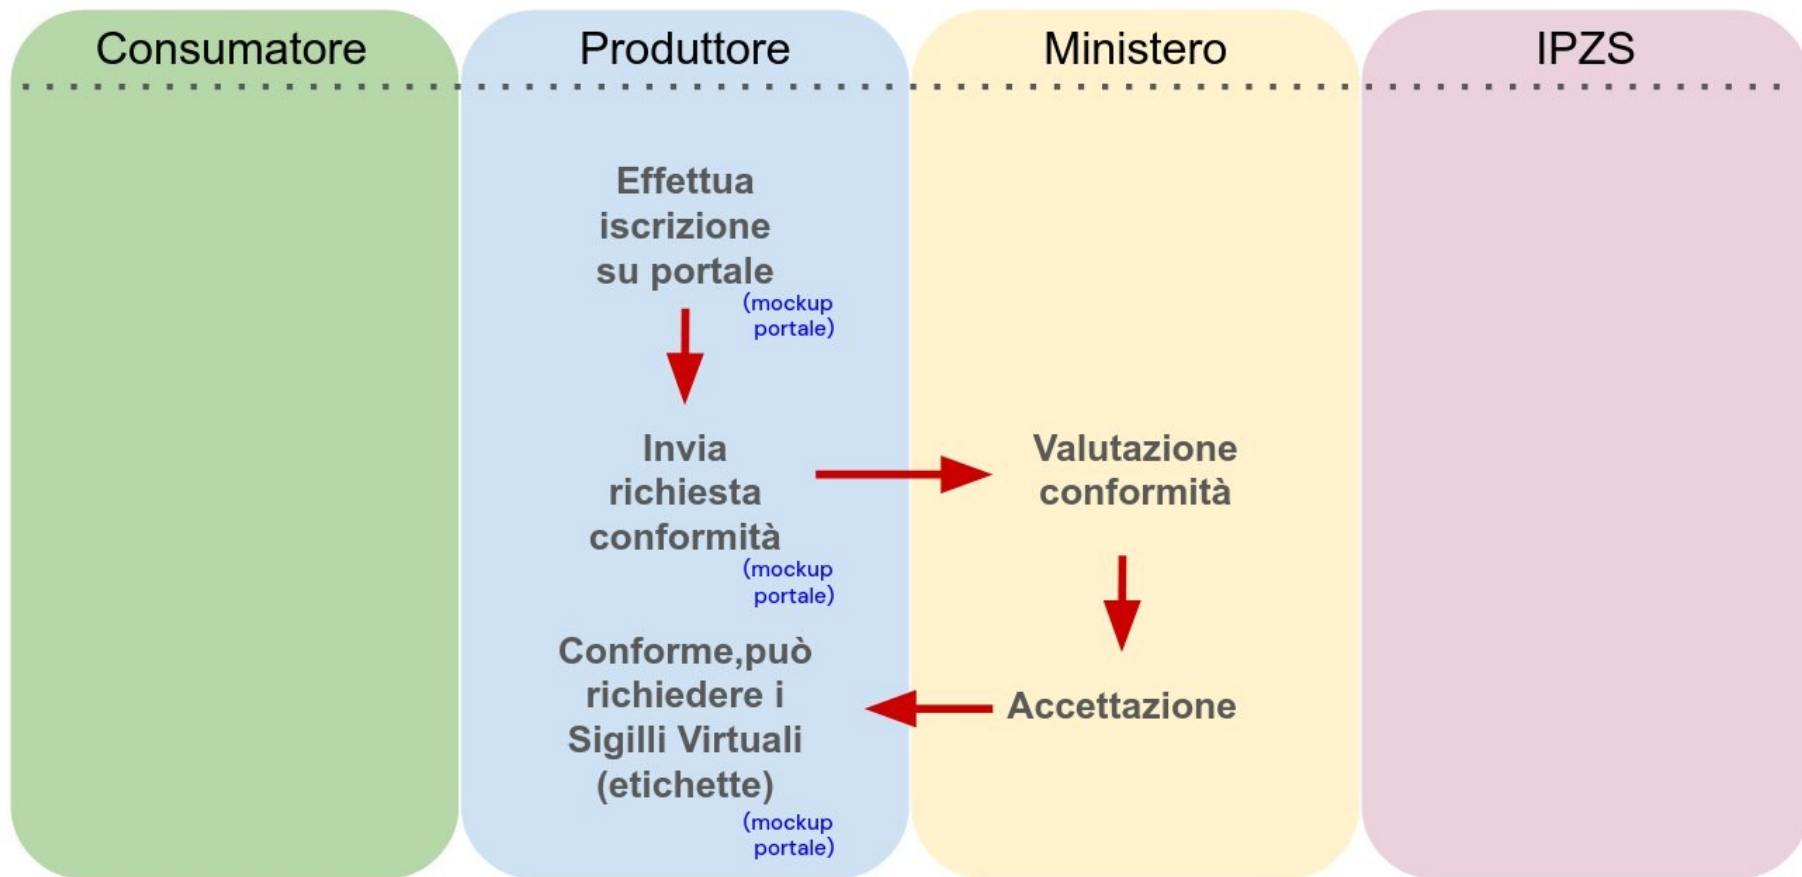 Consumatore
Produttore
Ministero
IPZS
Effettua
iscrizione
su portale
(mockup
portale)
Invia
richiesta
conformità
(mockup
portale)
Valutazione
conformità
Accettazione
Conforme,può
richiedere i
Sigilli Virtuali
(etichette)
(mockup
portale)